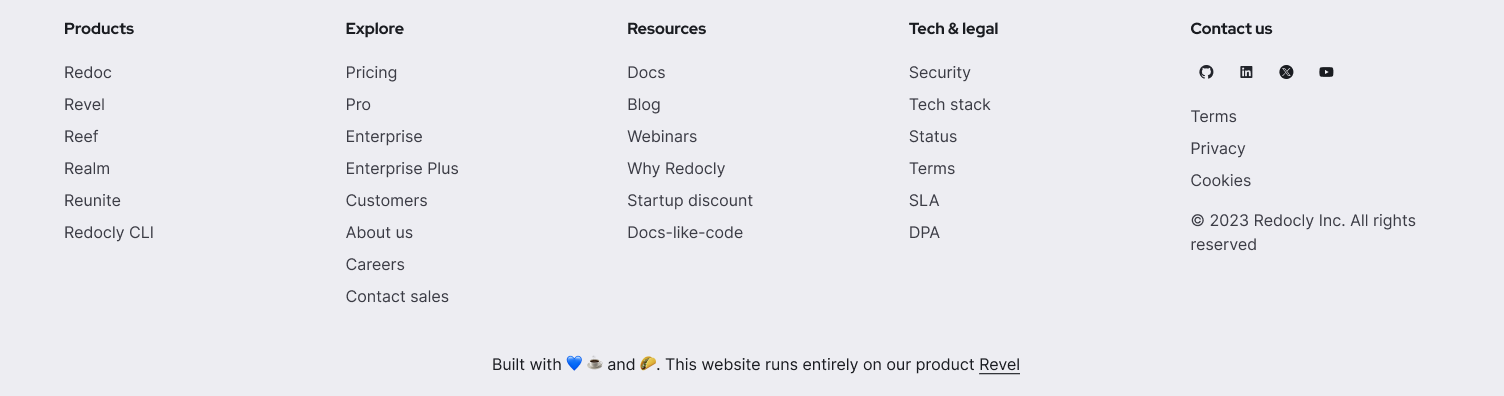 Products
Redoc
Revel
Reef
Realm
Reunite
Redocly CLI
Explore
Pricing
Pro
Enterprise
Enterprise Plus
Customers
About us
Careers
Contact sales
Resources
Docs
Blog
Webinars
Why Redocly
Startup discount
Docs-like-code
Tech & legal
Security
Tech stack
Status
Terms
SLA
DPA
Contact us
Terms
Privacy
Cookies
© 2023 Redocly Inc. All rights
reserved
Built with 💙 ☕ and 🌮. This website runs entirely on our product Revel